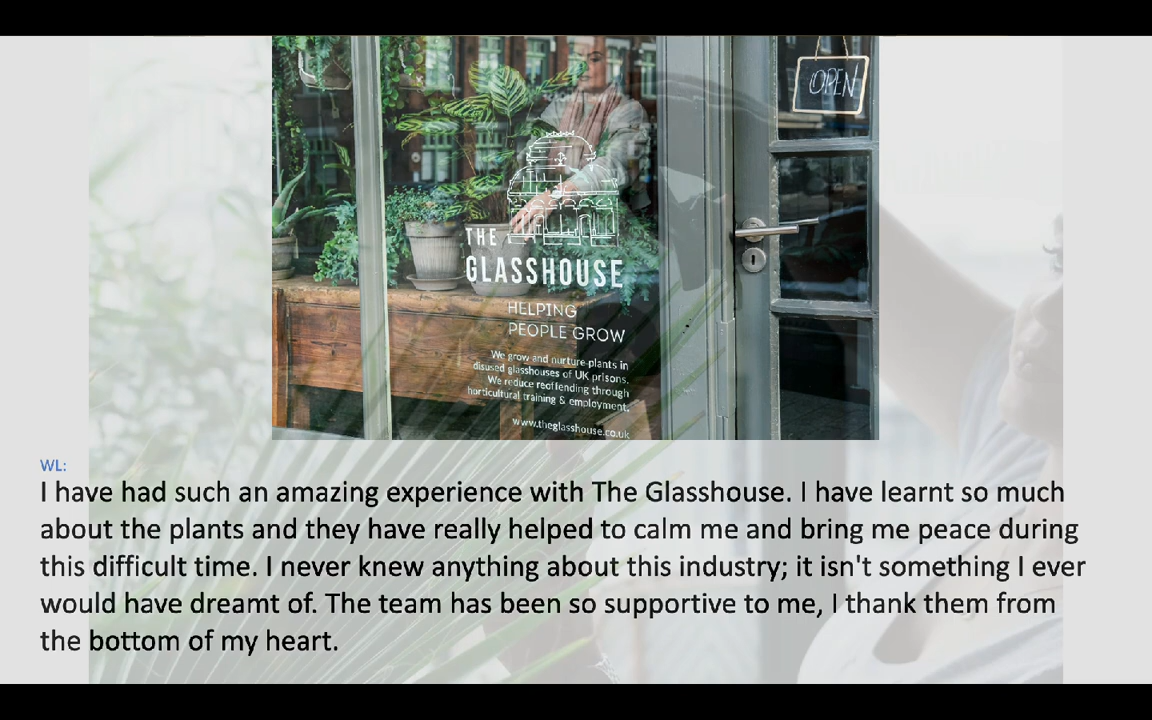 OPEN
THE
GLASSHOUSE
HELPING
PEOPLE GROW
We grow and nurture plants in
disused glasshouses of UK prisons.
We reduce reoffending through
horticultural training & employment.
www.theglasshouse.co.uk
WL:
I have had such an amazing experience with The Glasshouse. I have learnt so much
about the plants and they have really helped to calm me and bring me peace during
this difficult time. I never knew anything about this industry; it isn't something I ever
would have dreamt of. The team has been so supportive to me, I thank them from
the bottom of my heart.